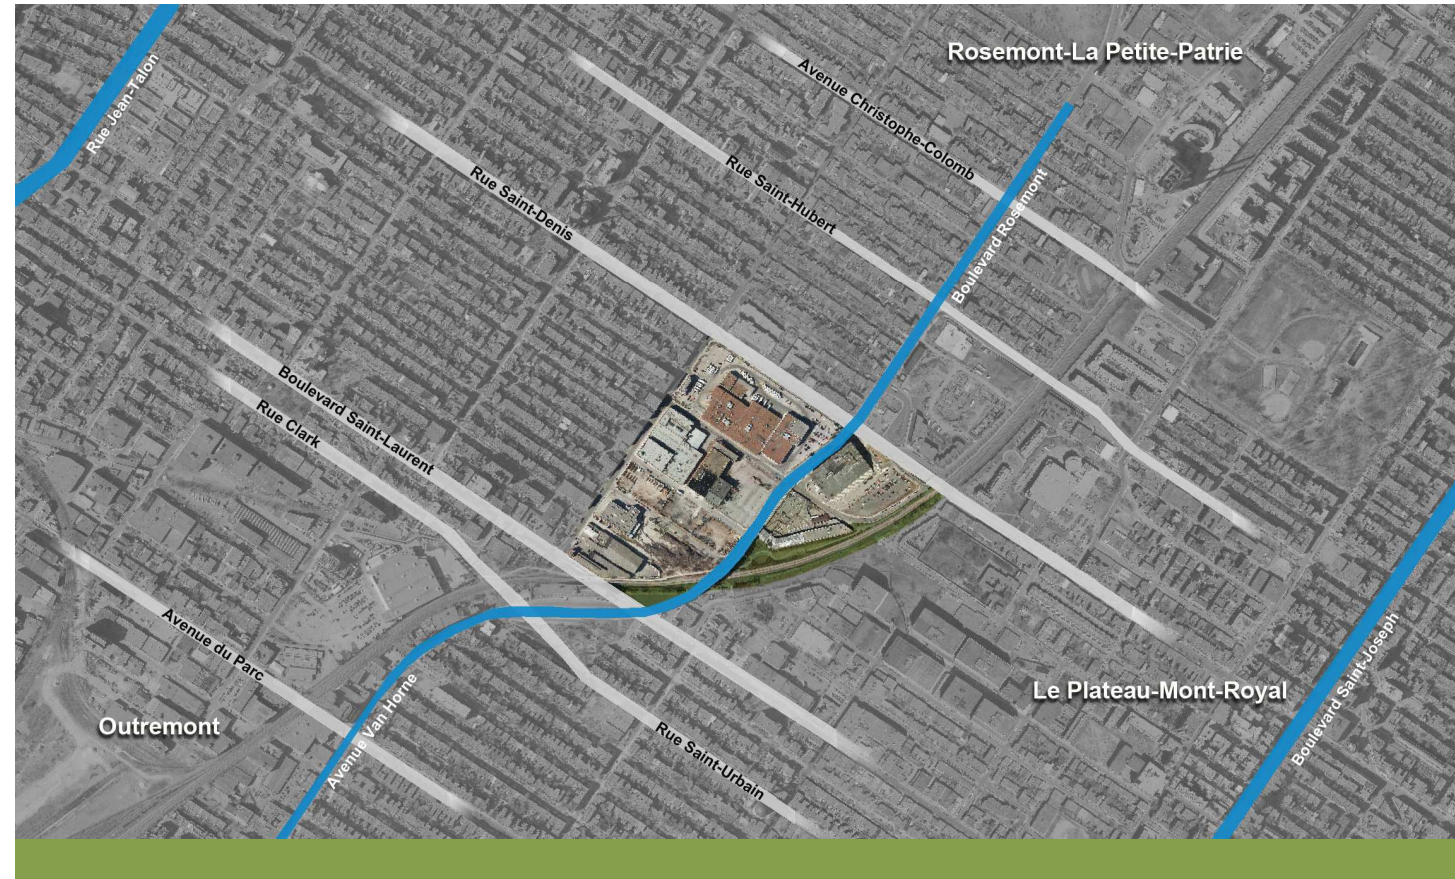 Rosemont-La Petite-Patrie
Rue Jean-Talon
Avenue Christophe-Colomb
Rue Saint-Denis
Rue Saint-Hubert
Boulevard Rosemont
Boulevard Saint-Laurent
Rue Clark
Avenue du Parc
Outremont
Avenue Van Horne
Le Plateau-Mont-Royal
Boulevard Saint-Joseph
Rue Saint-Urbain